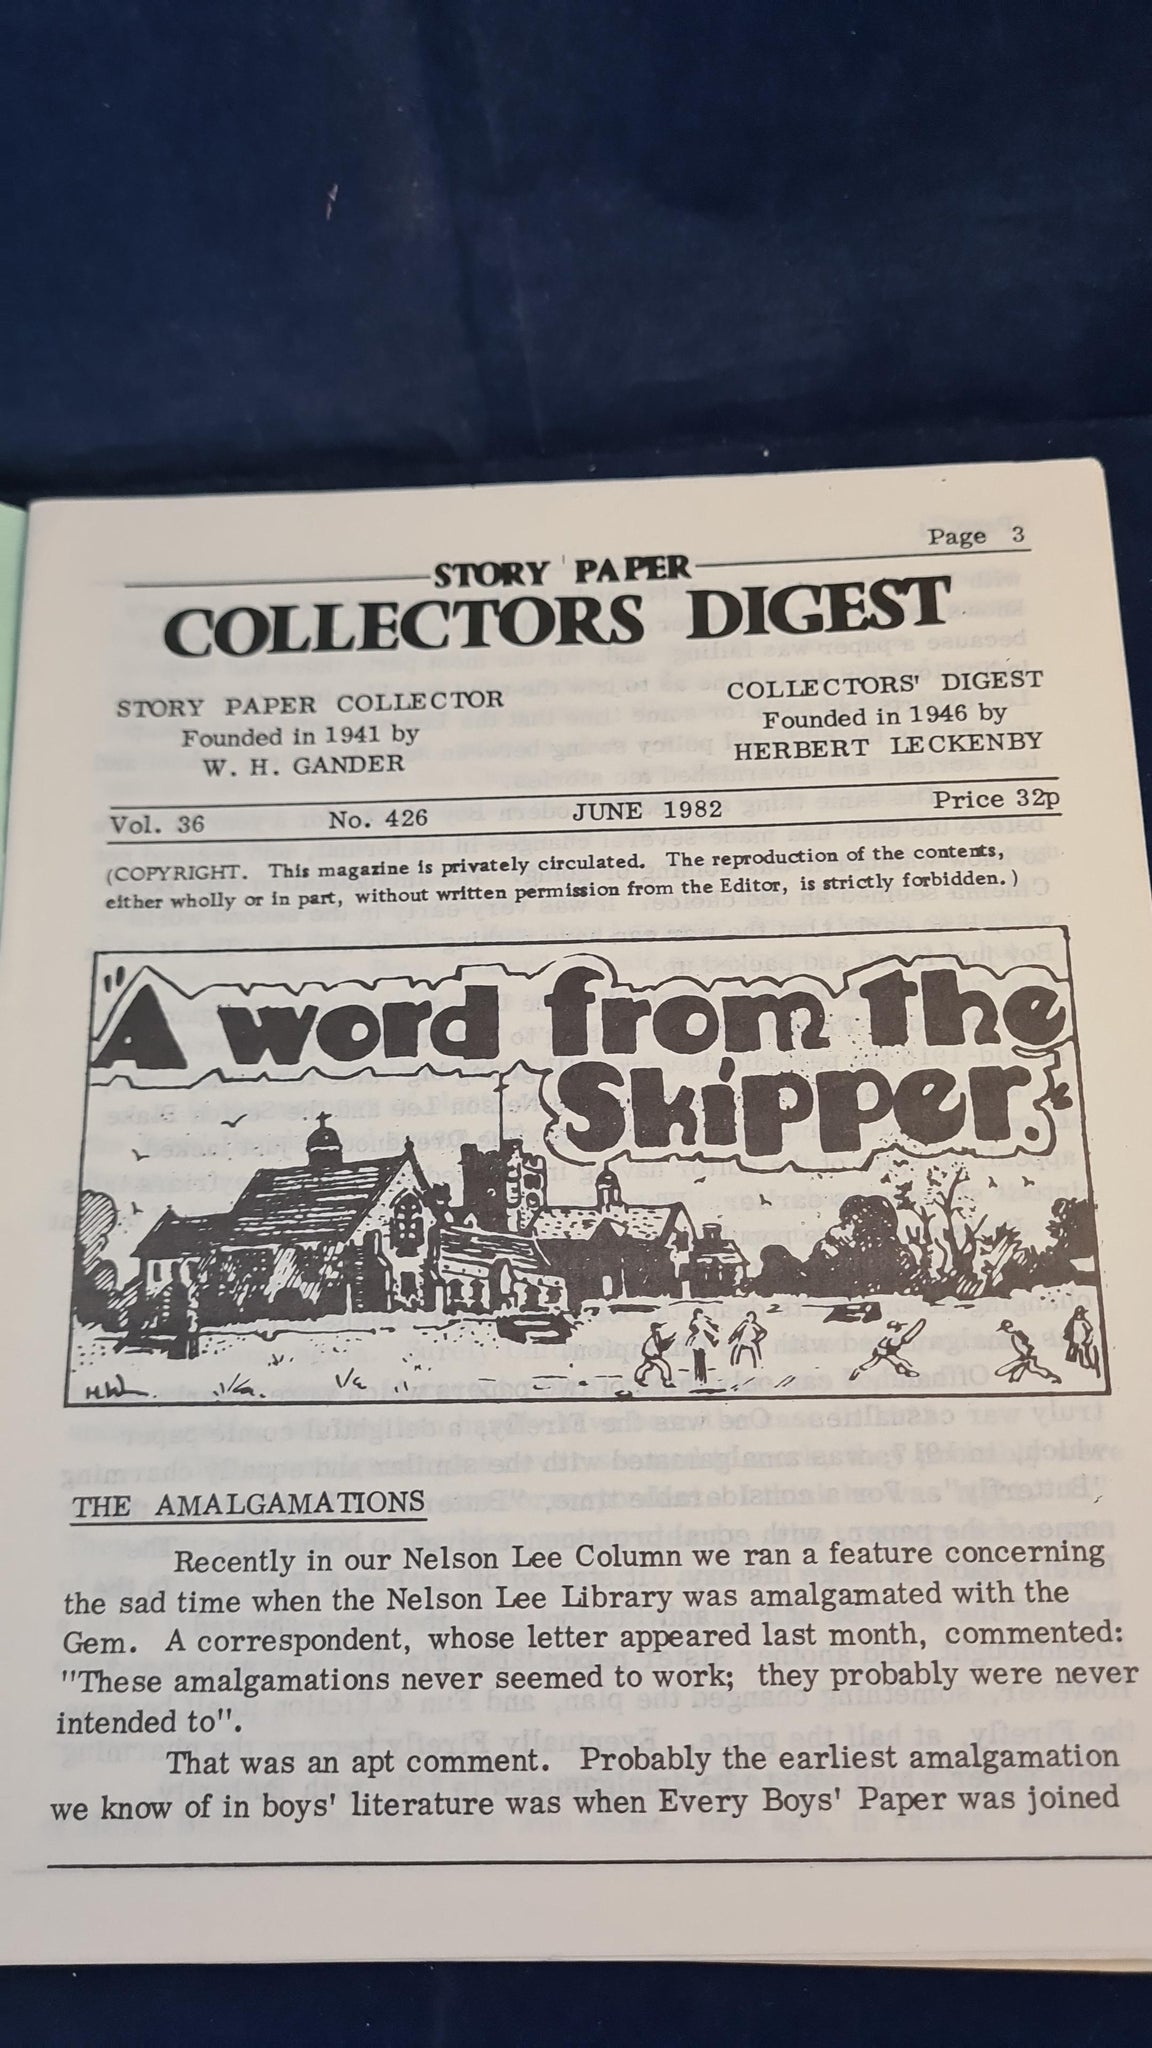 Page 3
STORY PAPER
COLLECTORS DIGEST
STORY PAPER COLLECTOR
Founded in 1941 by
W. H. GANDER
COLLECTORS' DIGEST
Founded in 1946 by
HERBERT LECKENBY
Vol. 36 No. 426 JUNE 1982 Price 32p
(COPYRIGHT. This magazine is privately circulated. The reproduction of the contents,
either wholly or in part, without written permission from the Editor, is strictly forbidden.)
A word from the
Skipper.
THE AMALGAMATIONS
Recently in our Nelson Lee Column we ran a feature concerning
the sad time when the Nelson Lee Library was amalgamated with the
Gem. A correspondent, whose letter appeared last month, commented:
"These amalgamations never seemed to work; they probably were never
intended to".
That was an apt comment. Probably the earliest amalgamation
we know of in boys' literature was when Every Boys' Paper was joined